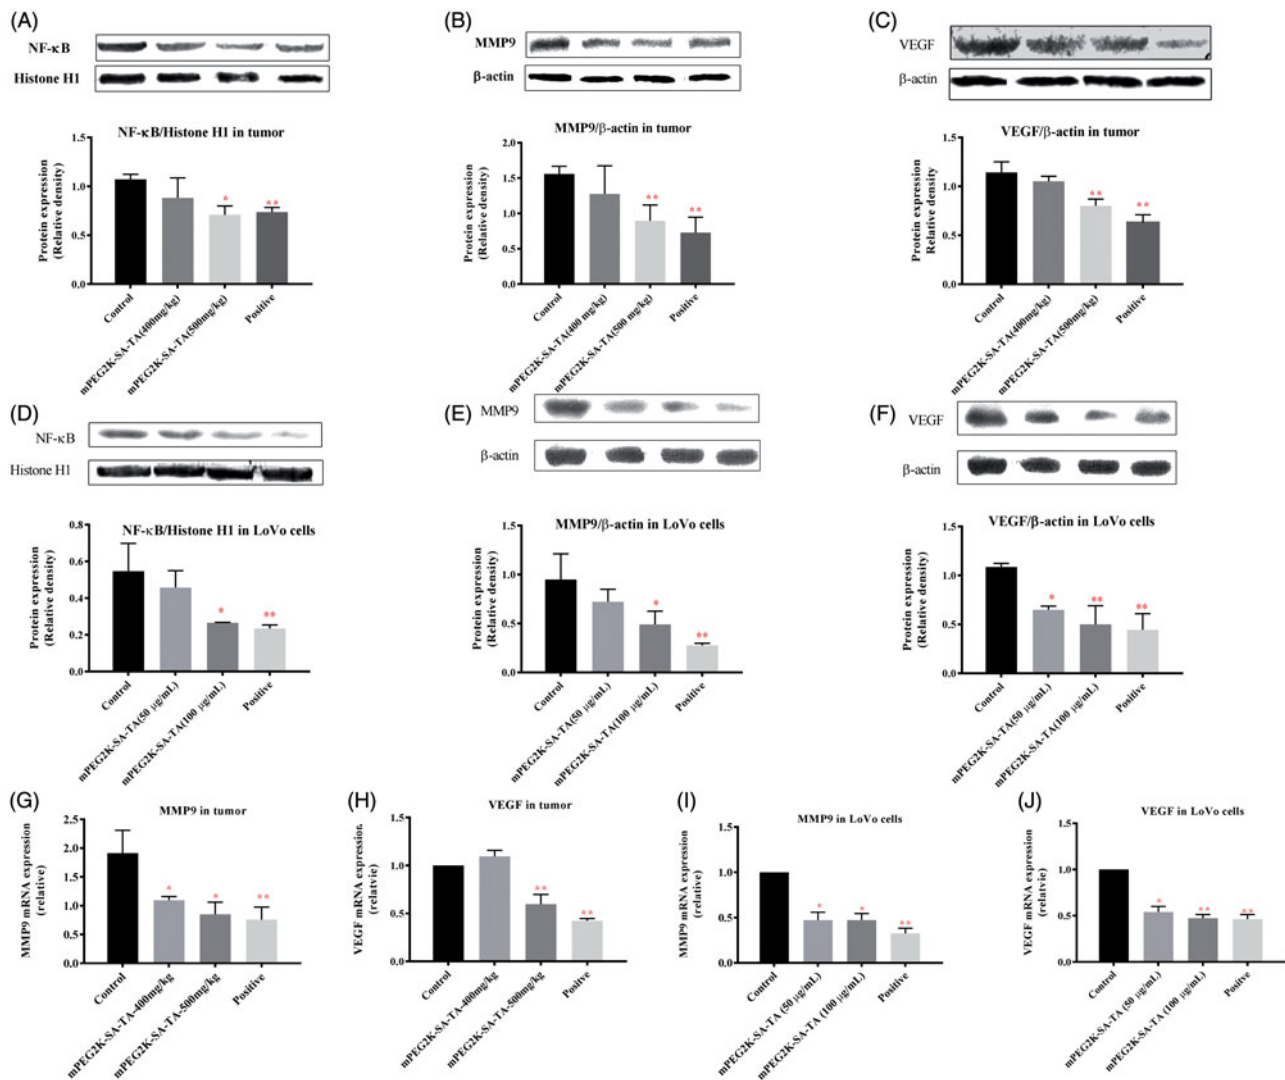 (A)
NF-κB
Histone H1
NF-κB/Histone H1 in tumor
Protein expression
(Relative density)
1.5
1.0
0.5
0.0
*
**
Control
mPEG2K-SA-TA(400mg/kg)
mPEG2K-SA-TA(500mg/kg)
Positive
(B)
MMP9
β-actin
MMP9/β-actin in tumor
Protein expression
(Relative density)
2.0
1.5
1.0
0.5
0.0
**
**
Control
mPEG2K-SA-TA(400 mg/kg)
mPEG2K-SA-TA(500 mg/kg)
Positive
(C)
VEGF
β-actin
VEGF/β-actin in tumor
Protein expression
Relative density)
1.5
1.0
0.5
0.0
**
**
Control
mPEG2K-SA-TA(400mg/kg)
mPEG2K-SA-TA(500mg/kg)
Positive
(D)
NF-κB
Histone H1
NF-κB/Histone H1 in LoVo cells
Protein expression
(Relative density)
0.8
0.6
0.4
0.2
0.0
*
**
Control
mPEG2K-SA-TA(50 μg/mL)
mPEG2K-SA-TA(100 μg/mL)
Positive
(E)
MMP9
β-actin
MMP9/β-actin in LoVo cells
Protein expression
(Relative density)
1.5
1.0
0.5
0.0
*
**
Control
mPEG2K-SA-TA(50 μg/mL)
mPEG2K-SA-TA(100 μg/mL)
Positive
(F)
VEGF
β-actin
VEGF/β-actin in LoVo cells
Protein expression
(Relative density)
1.5
1.0
0.5
0.0
*
**
**
Control
mPEG2K-SA-TA(50 μg/mL)
mPEG2K-SA-TA(100 μg/mL)
Positive
(G)
MMP9 in tumor
MMP9 mRNA expression
(relative)
2.5
2.0
1.5
1.0
0.5
0.0
*
*
**
Control
mPEG2K-SA-TA-400mg/kg
mPEG2K-SA-TA-500mg/kg
Positive
(H)
VEGF in tumor
VEGF mRNA expression
(relatvie)
1.5
1.0
0.5
0.0
**
**
Control
mPEG2K-SA-TA-400mg/kg
mPEG2K-SA-TA-500mg/kg
Positve
(I)
MMP9 in LoVo cells
MMP9 mRNA expression
(relative)
1.5
1.0
0.5
0.0
*
*
**
Control
mPEG2K-SA-TA (50 μg/mL)
mPEG2K-SA-TA (100 μg/mL)
Positive
(J)
VEGF in LoVo cells
VEGF mRNA expression
(relatvie)
1.5
1.0
0.5
0.0
*
**
**
Control
mPEG2K-SA-TA (50 μg/mL)
mPEG2K-SA-TA (100 μg/mL)
Positive